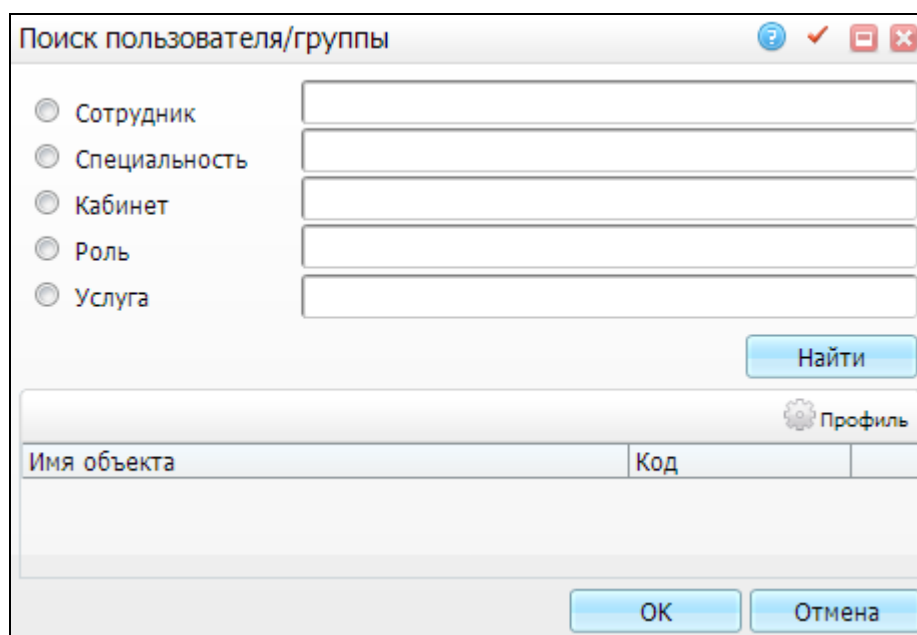 Поиск пользователя/группы
Сотрудник
Специальность
Кабинет
Роль
Услуга
Найти
Профиль
Имя объекта Код
ОК Отмена